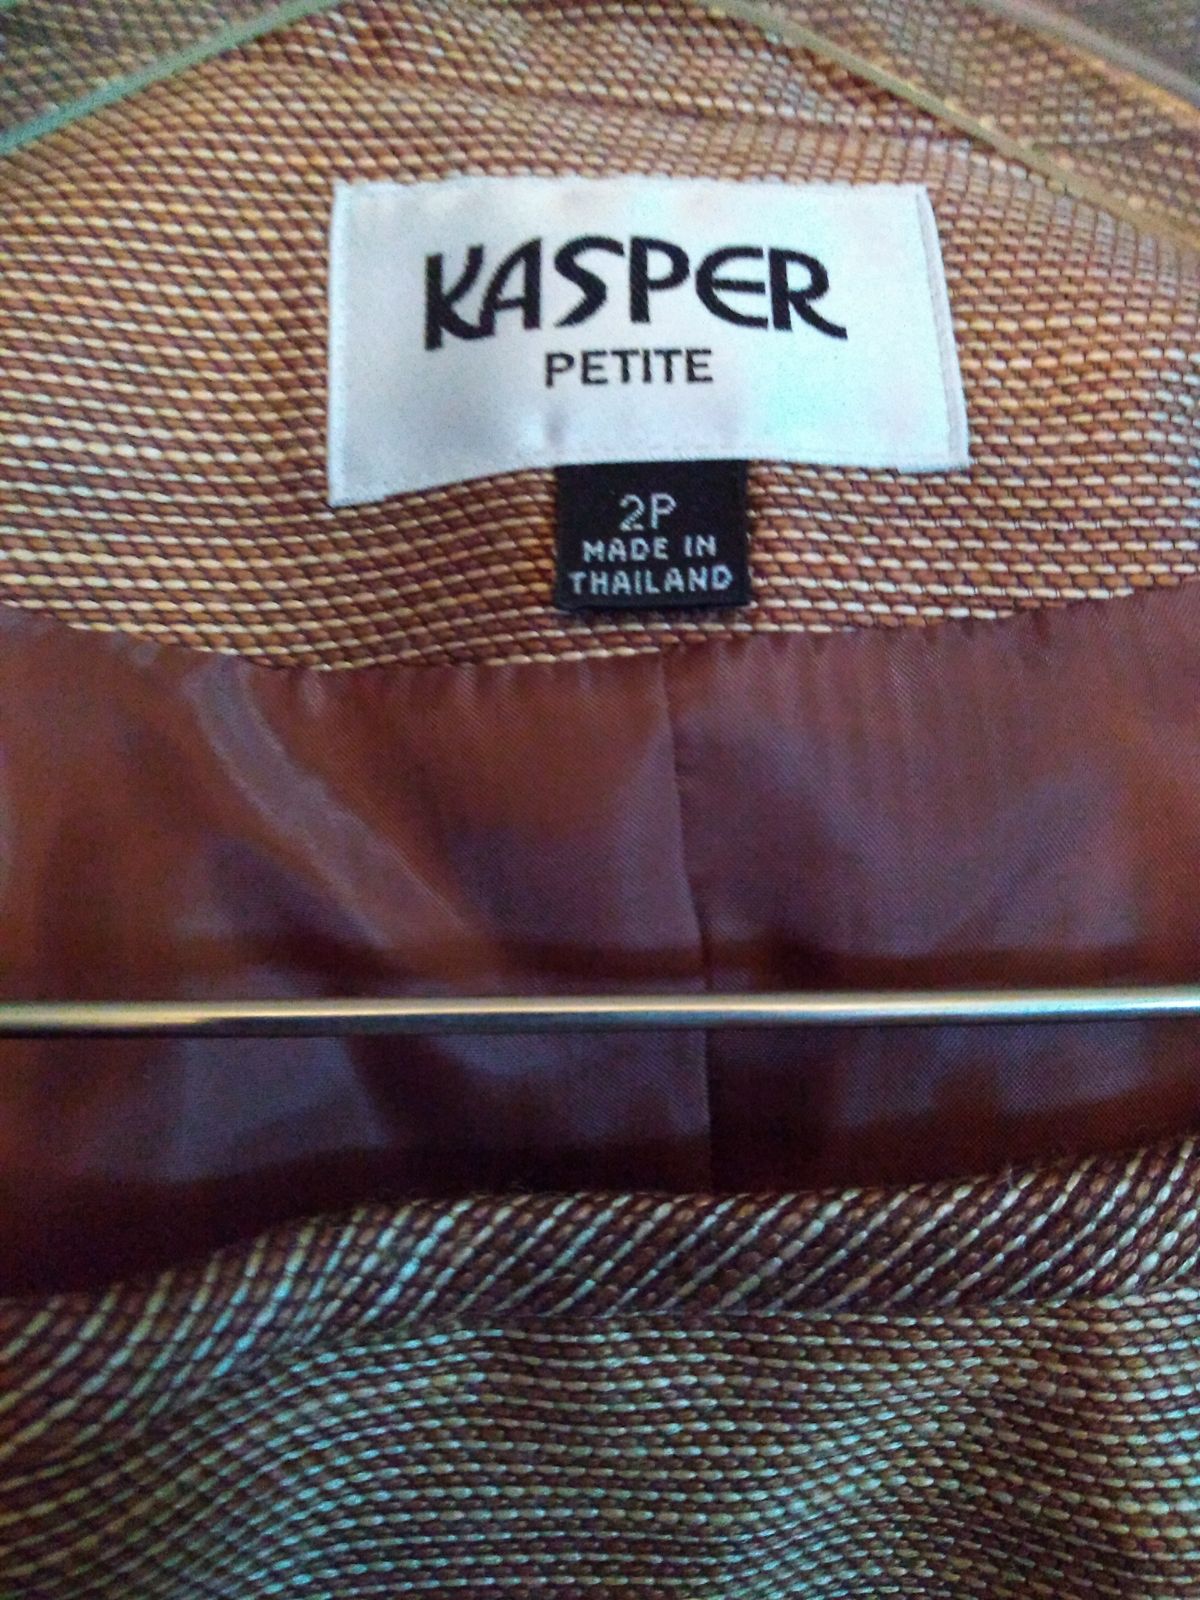 KASPER
PETITE
2P
MADE IN
THAILAND